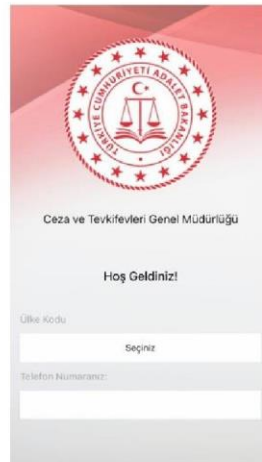 TÜRKİYE CUMHURİYETİ ADALET BAKANLIĞI
Ceza ve Tevkifevleri Genel Müdürlüğü
Hoş Geldiniz!
Ülke Kodu
Seçiniz
Telefon Numaranız: